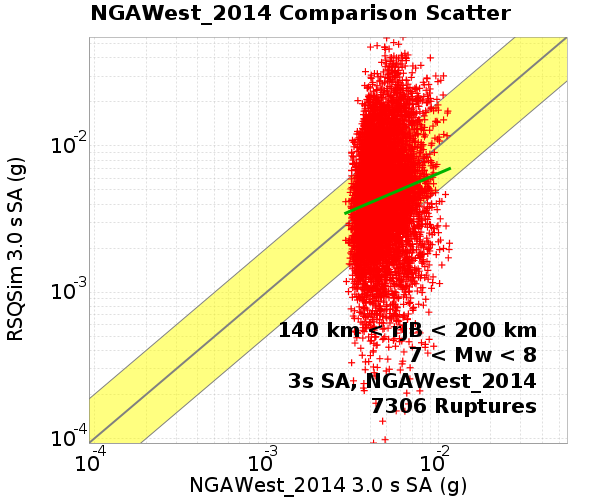 NGAWest_2014 Comparison Scatter
RSQSim 3.0 s SA (g)
10-2
10-3
10-4
140 km < rJB < 200 km
7 < Mw < 8
3s SA, NGAWest_2014
7306 Ruptures
10-4 10-3 10-2
NGAWest_2014 3.0 s SA (g)